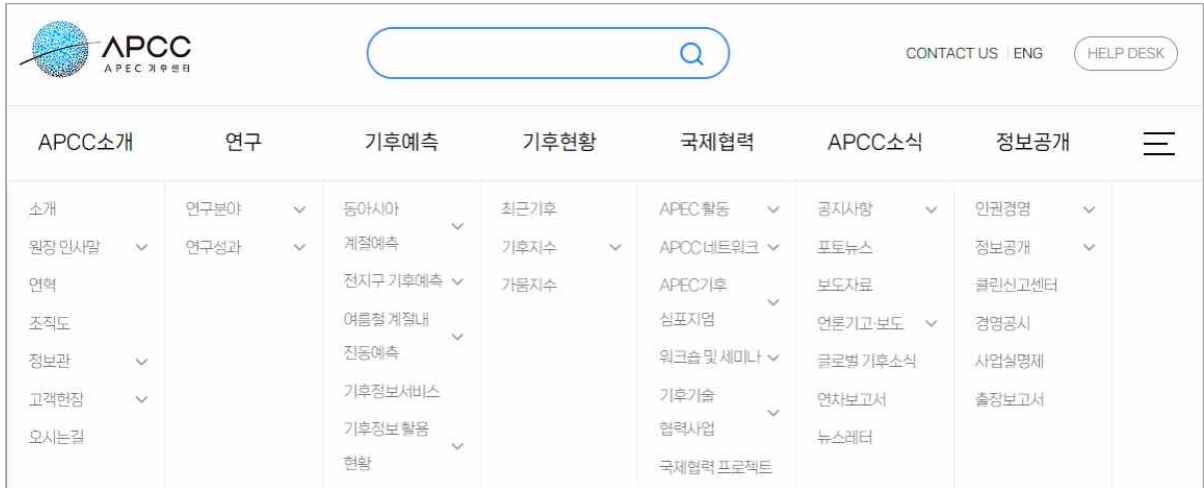 APCC
APEC 기후센터
CONTACT US
ENG
HELP DESK
APCC소개
연구
기후예측
기후현황
국제협력
APCC소식
정보공개
소개
원장 인사말
연혁
조직도
정보관
고객헌장
오시는길
연구분야
연구성과
동아시아
계절예측
전지구 기후예측
여름철 계절내
진동예측
기후정보서비스
기후정보 활용
현황
최근기후
기후지수
가뭄지수
APEC 활동
APCC 네트워크
APEC기후
심포지엄
워크숍 및 세미나
기후기술
협력사업
국제협력 프로젝트
공지사항
포토뉴스
보도자료
언론기고·보도
글로벌 기후소식
연차보고서
뉴스레터
인권경영
정보공개
클린신고센터
경영공시
사업실명제
출장보고서